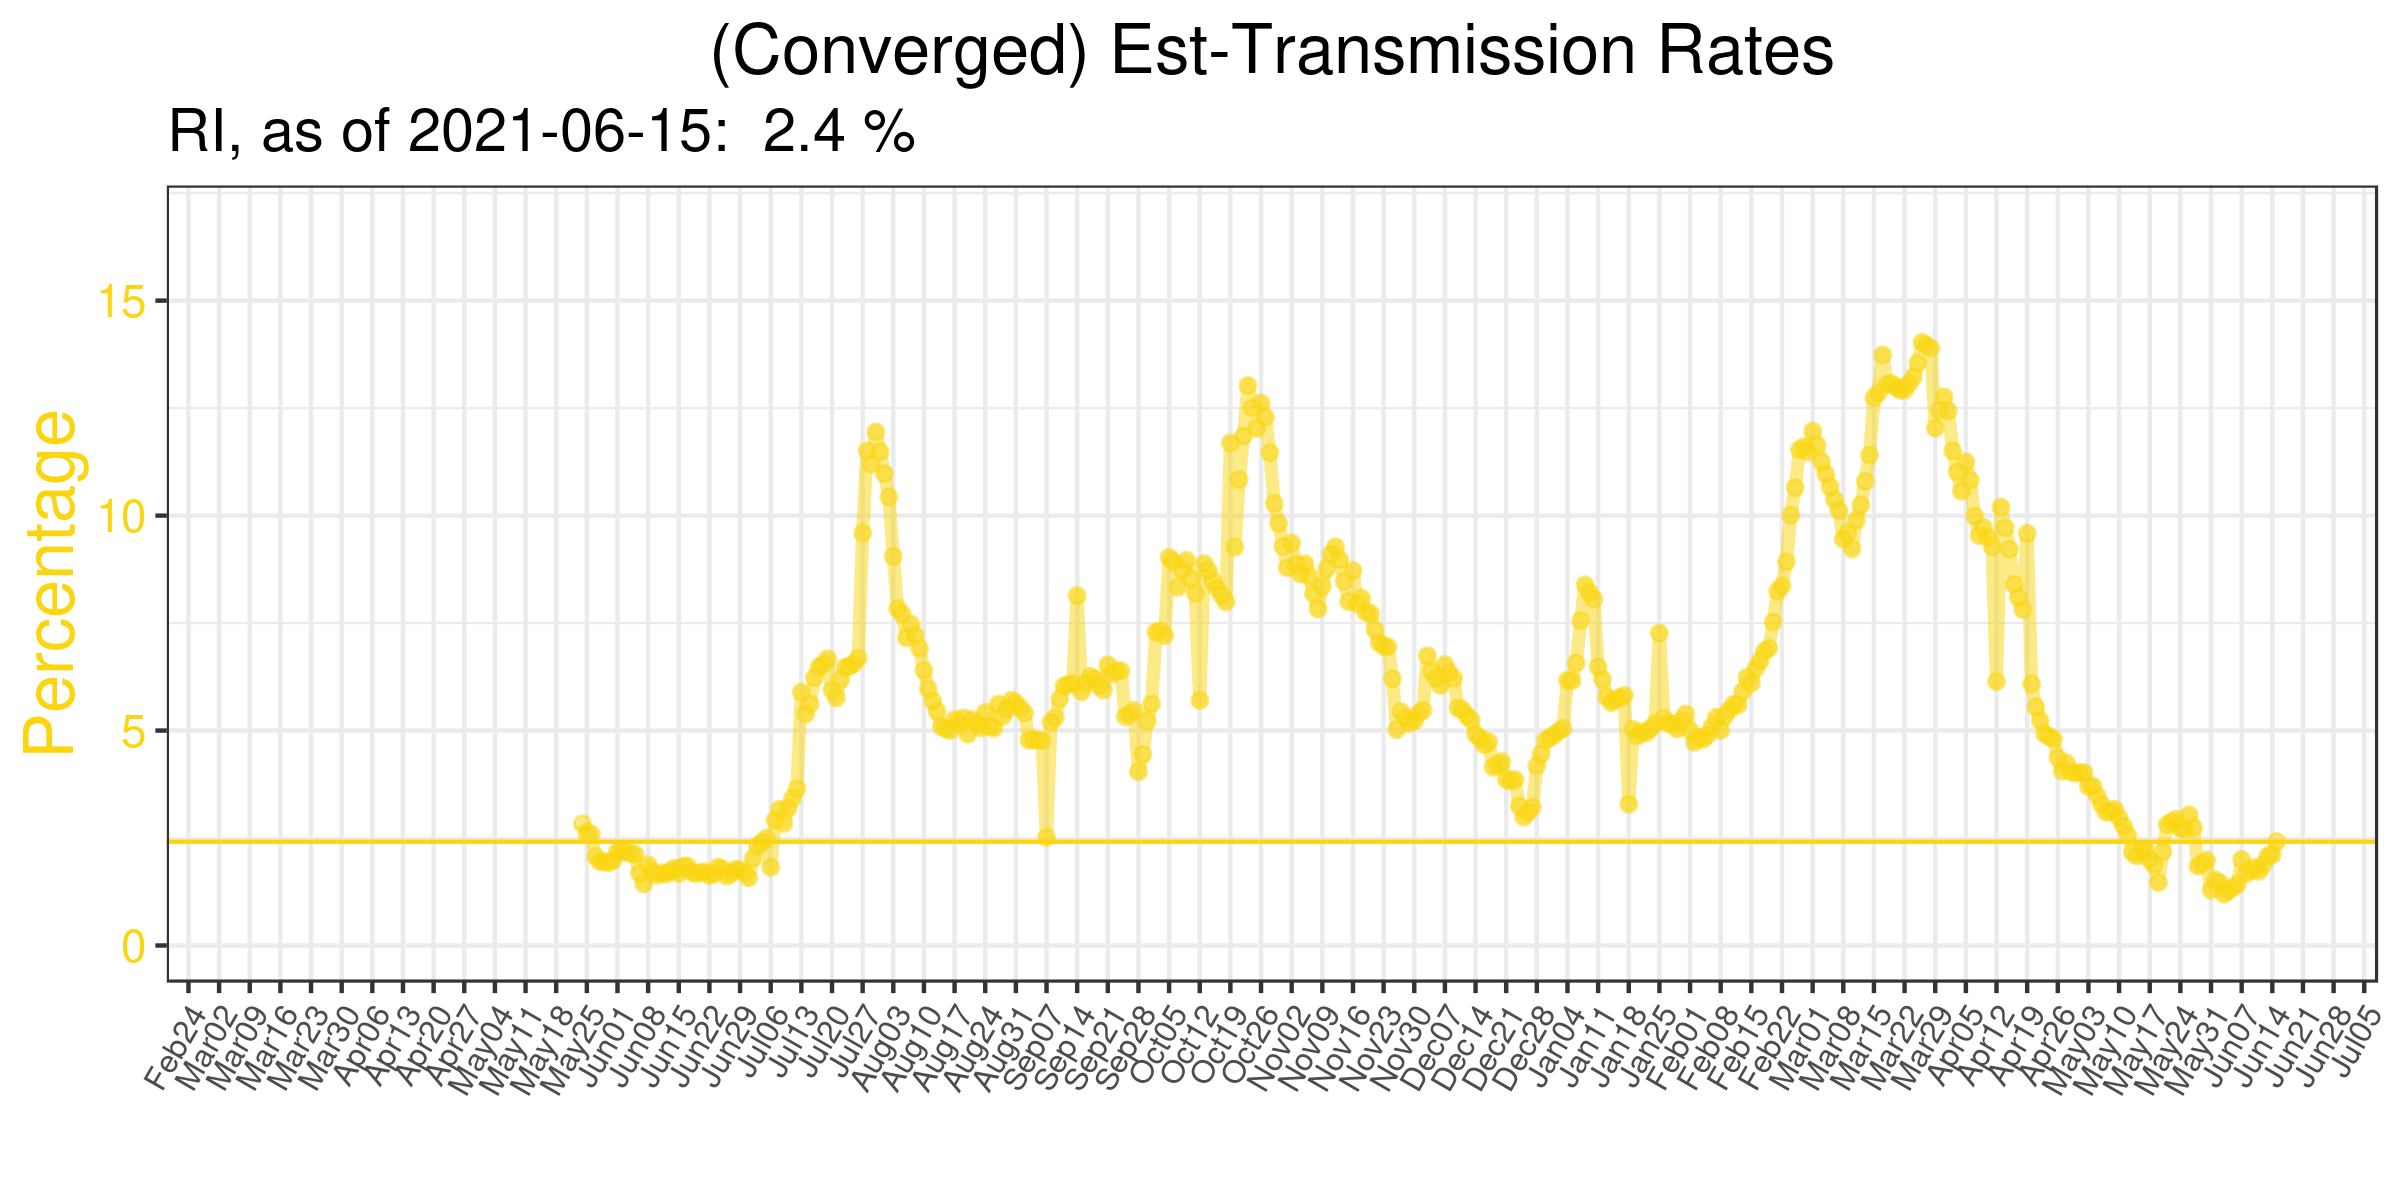 (Converged) Est-Transmission Rates
RI, as of 2021-06-15:  2.4 %
Percentage
15
10
5
0
Feb24
Mar02
Mar09
Mar16
Mar23
Mar30
Apr06
Apr13
Apr20
Apr27
May04
May11
May18
May25
Jun01
Jun08
Jun15
Jun22
Jun29
Jul06
Jul13
Jul20
Jul27
Aug03
Aug10
Aug17
Aug24
Aug31
Sep07
Sep14
Sep21
Sep28
Oct05
Oct12
Oct19
Oct26
Nov02
Nov09
Nov16
Nov23
Nov30
Dec07
Dec14
Dec21
Dec28
Jan04
Jan11
Jan18
Jan25
Feb01
Feb08
Feb15
Feb22
Mar01
Mar08
Mar15
Mar22
Mar29
Apr05
Apr12
Apr19
Apr26
May03
May10
May17
May24
May31
Jun07
Jun14
Jun21
Jun28
Jul05